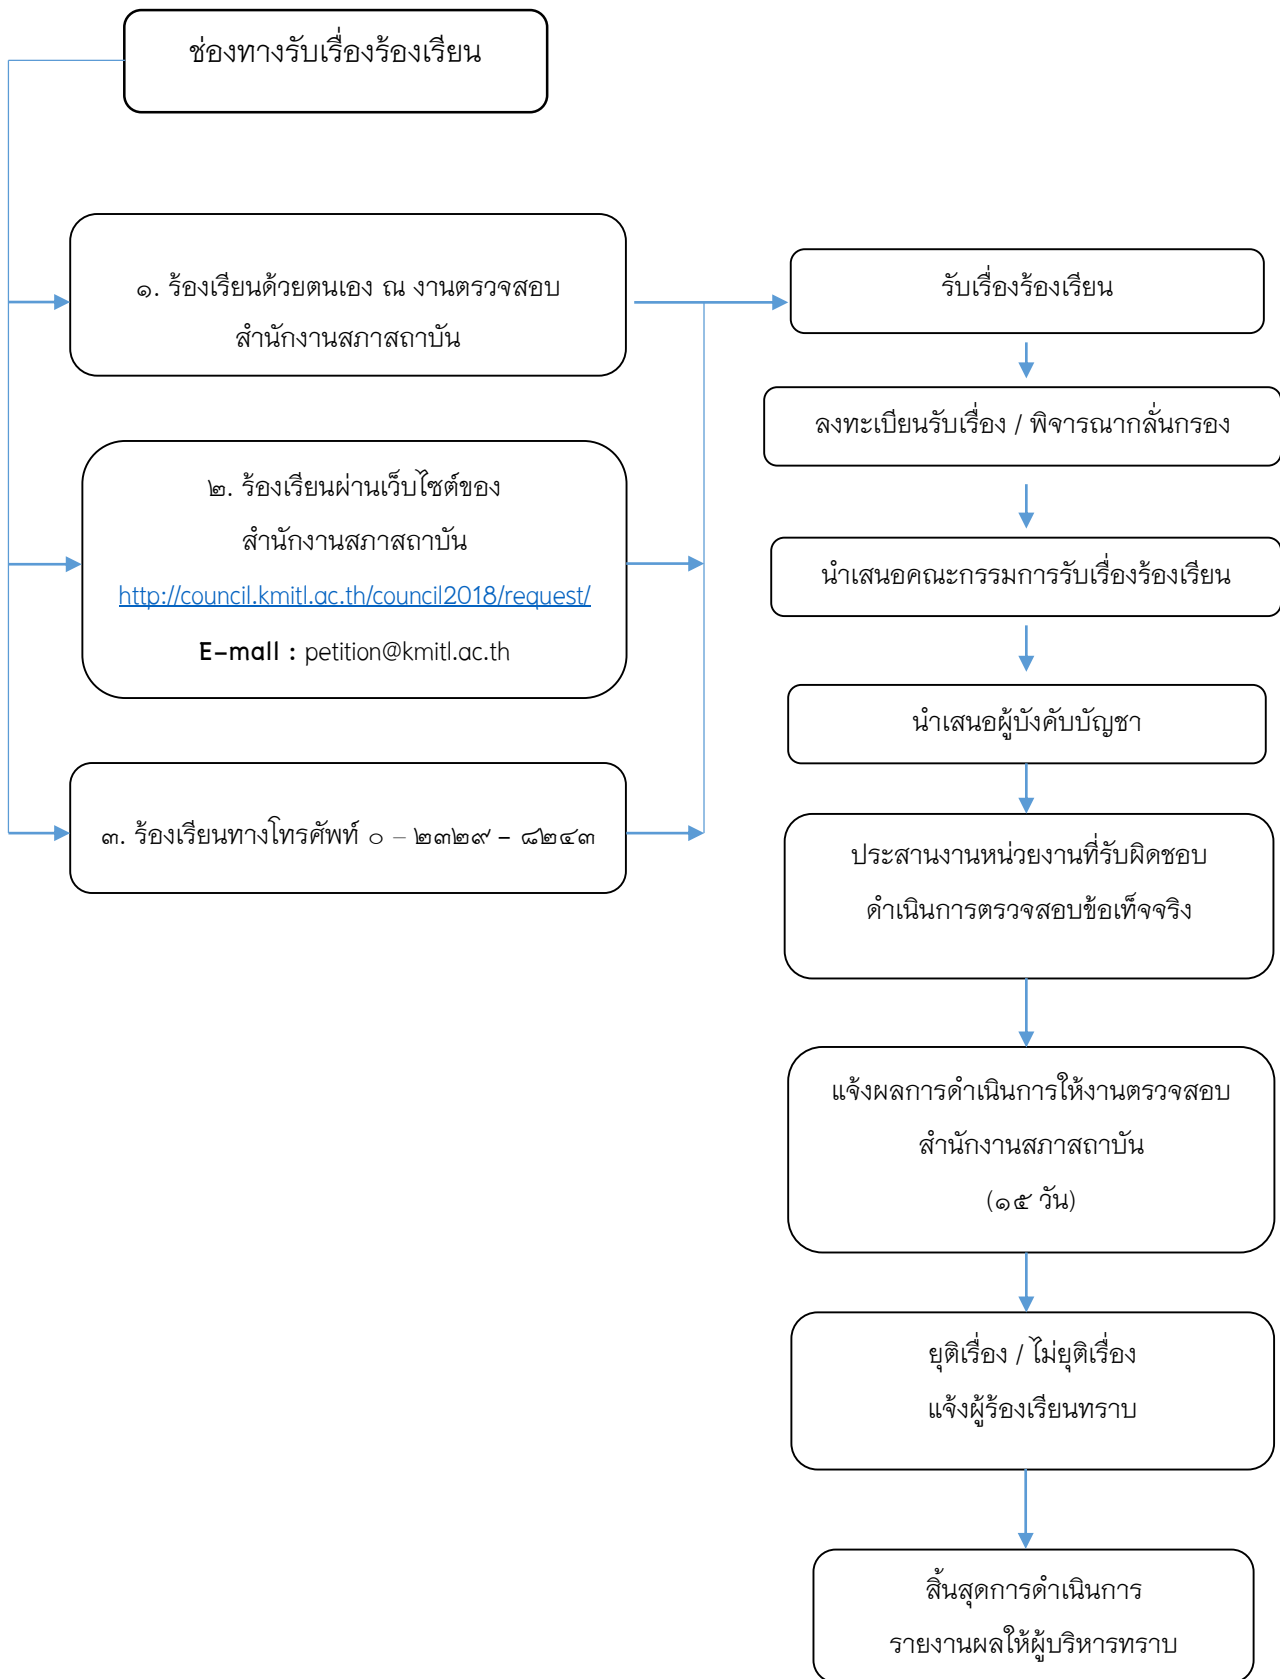 ช่องทางรับเรื่องร้องเรียน
๑. ร้องเรียนด้วยตนเอง ณ งานตรวจสอบ
สำนักงานสภาสถาบัน
๒. ร้องเรียนผ่านเว็บไซต์ของ
สำนักงานสภาสถาบัน
http://council.kmitl.ac.th/council2018/request/
E-mall : petition@kmitl.ac.th
๓. ร้องเรียนทางโทรศัพท์ ๐ – ๒๓๒๙ – ๘๒๔๓
รับเรื่องร้องเรียน
ลงทะเบียนรับเรื่อง / พิจารณากลั่นกรอง
นำเสนอคณะกรรมการรับเรื่องร้องเรียน
นำเสนอผู้บังคับบัญชา
ประสานงานหน่วยงานที่รับผิดชอบ
ดำเนินการตรวจสอบข้อเท็จจริง
แจ้งผลการดำเนินการให้งานตรวจสอบ
สำนักงานสภาสถาบัน
(๑๕ วัน)
ยุติเรื่อง / ไม่ยุติเรื่อง
แจ้งผู้ร้องเรียนทราบ
สิ้นสุดการดำเนินการ
รายงานผลให้ผู้บริหารทราบ